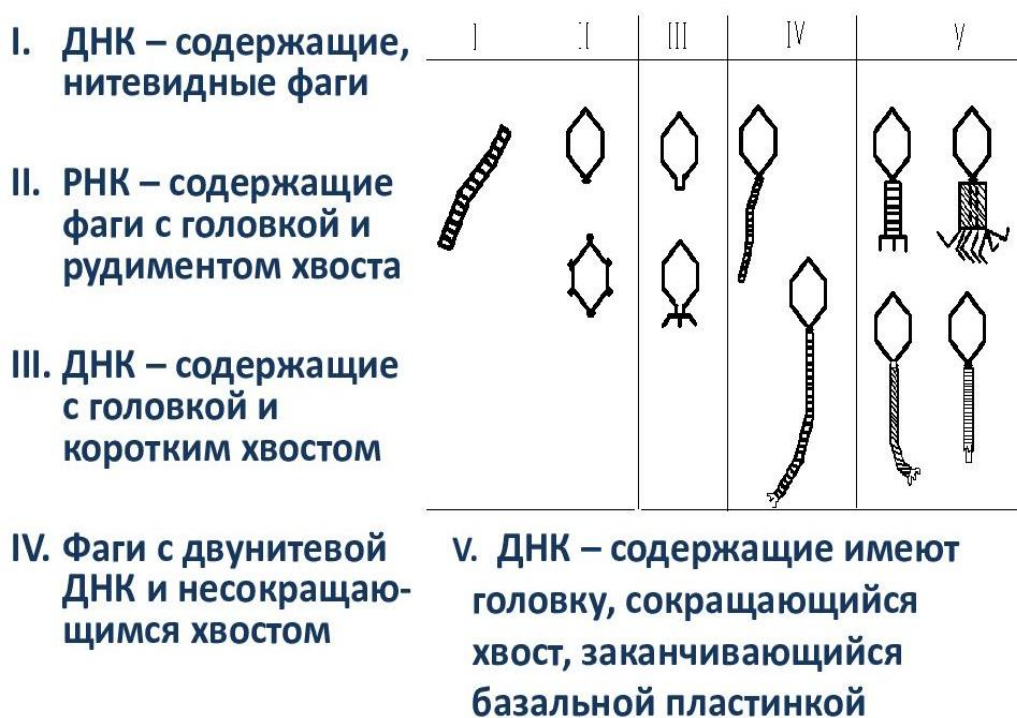 I. ДНК – содержащие,
нитевидные фаги
II. РНК – содержащие
фаги с головкой и
рудиментом хвоста
III. ДНК – содержащие
с головкой и
коротким хвостом
IV. Фаги с двунитевой
ДНК и несокращаю-
щимся хвостом
I II III IV V
V. ДНК – содержащие имеют
головку, сокращающийся
хвост, заканчивающийся
базальной пластинкой